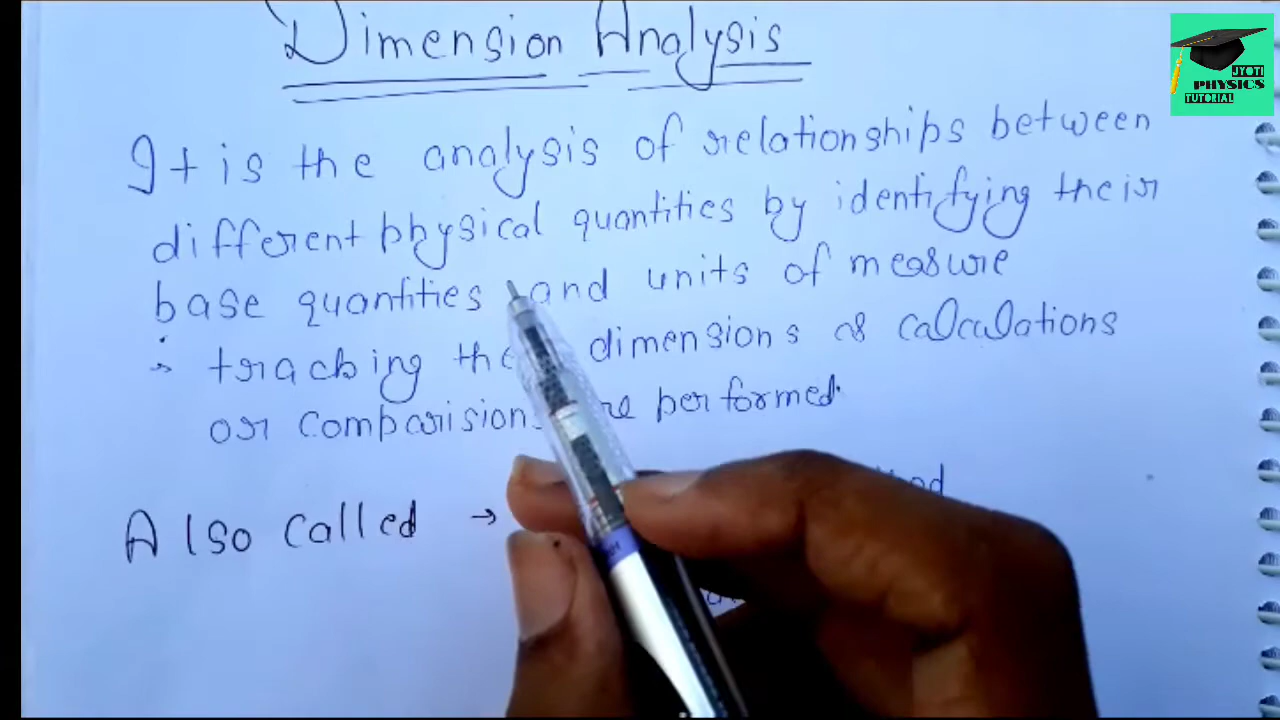 Dimension Analysis
JYOTI
PHYSICS
TUTORIAL
It is the analysis of relationships between
different physical quantities by identifying their
base quantities and units of measure
tracking the dimensions as calculations
or comparisions are performed.
Also called →